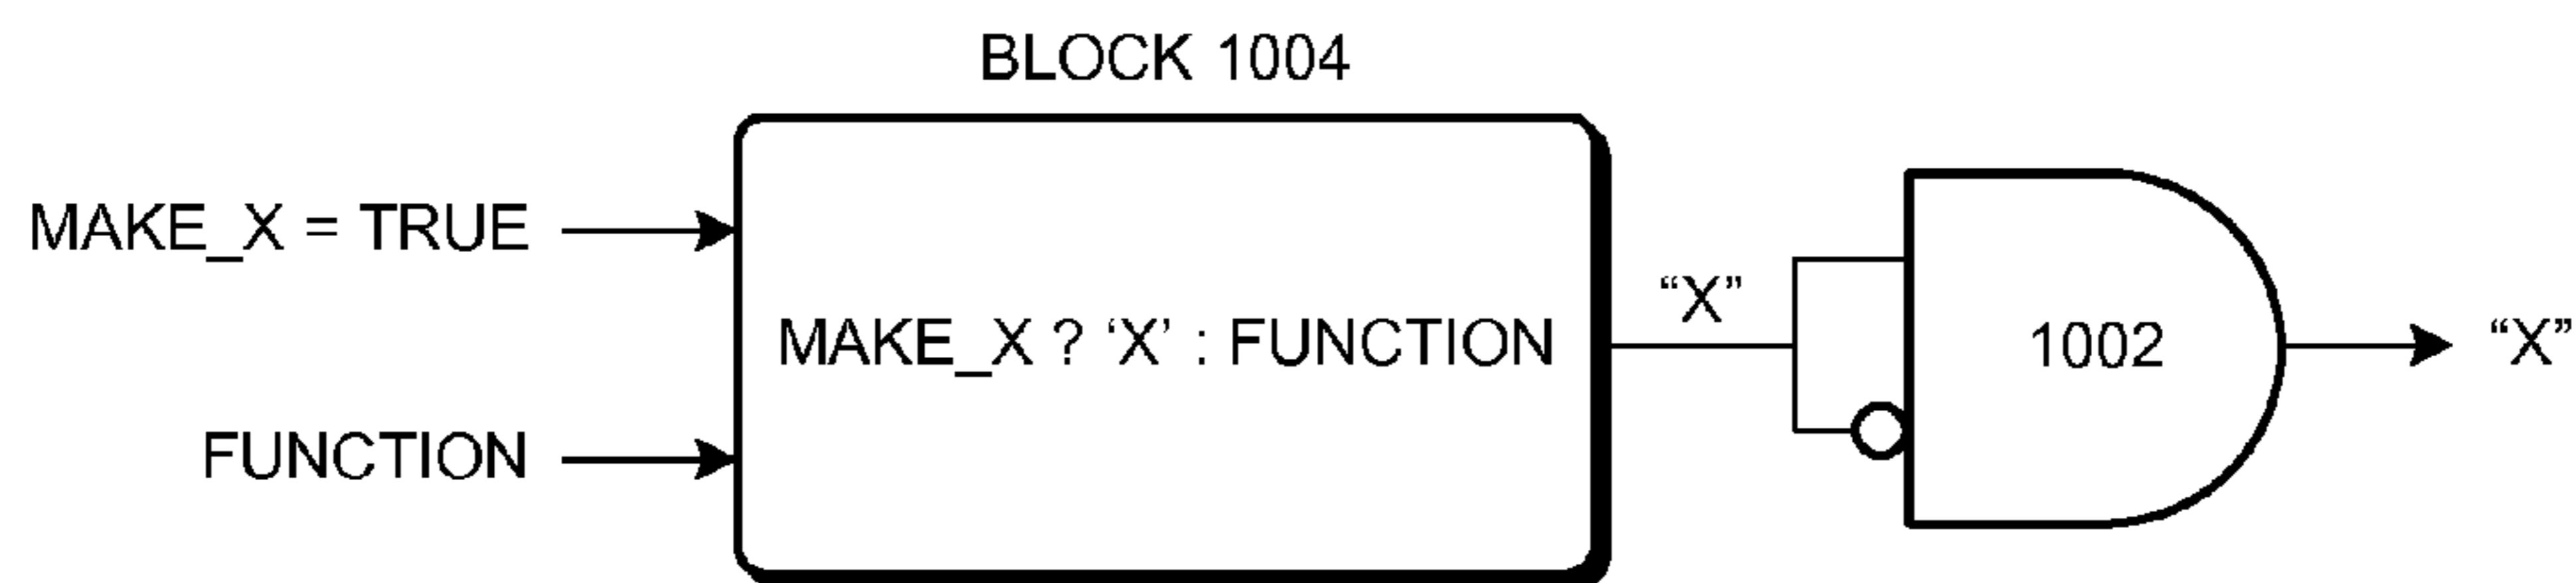 BLOCK 1004
MAKE_X = TRUE
FUNCTION
MAKE_X ? ‘X’ : FUNCTION
“X”
1002
“X”